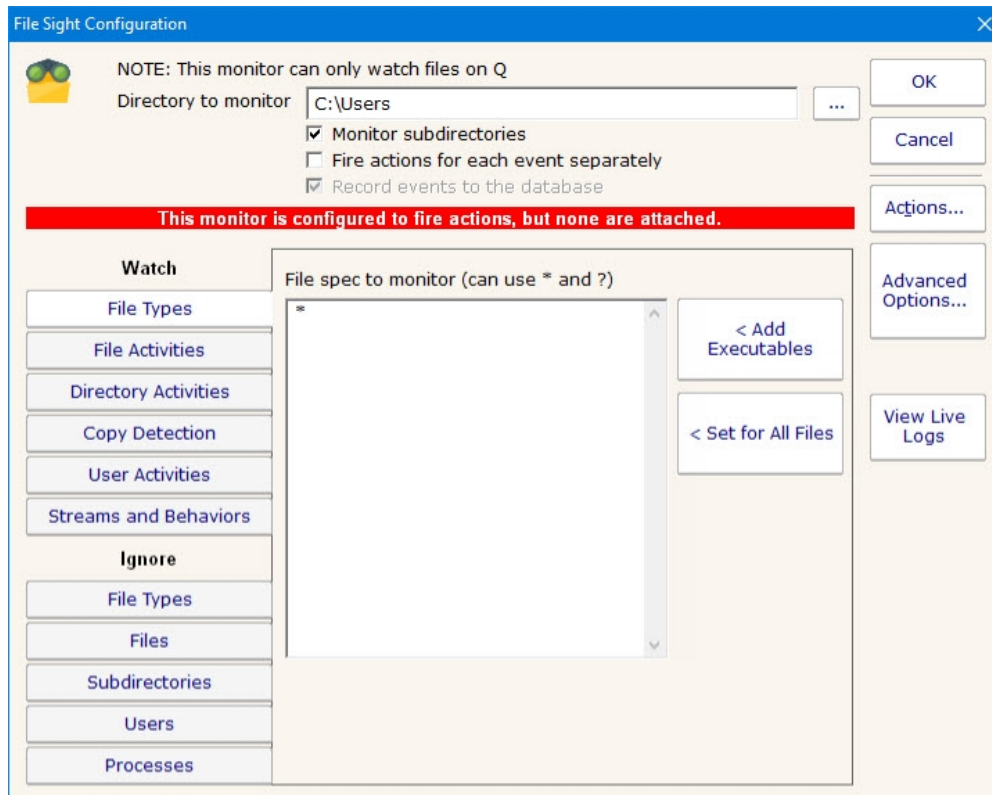 File Sight Configuration
NOTE: This monitor can only watch files on Q
Directory to monitor
C:\Users
...
Monitor subdirectories
Fire actions for each event separately
Record events to the database
This monitor is configured to fire actions, but none are attached.
OK
Cancel
Actions...
Advanced
Options...
View Live
Logs
Watch
File Types
File Activities
Directory Activities
Copy Detection
User Activities
Streams and Behaviors
Ignore
File Types
Files
Subdirectories
Users
Processes
File spec to monitor (can use * and ?)
*
< Add
Executables
< Set for All Files